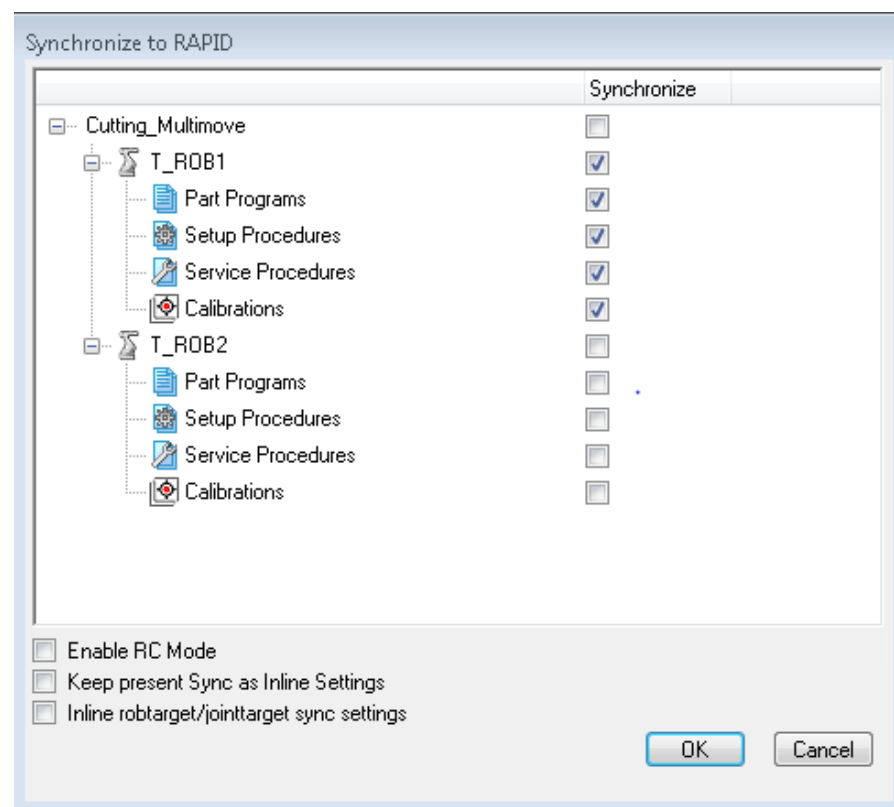 Synchronize to RAPID
Synchronize
Cutting_Multimove
T_ROB1
Part Programs
Setup Procedures
Service Procedures
Calibrations
T_ROB2
Part Programs
Setup Procedures
Service Procedures
Calibrations
Enable RC Mode
Keep present Sync as Inline Settings
Inline robtarget/jointtarget sync settings
OK Cancel